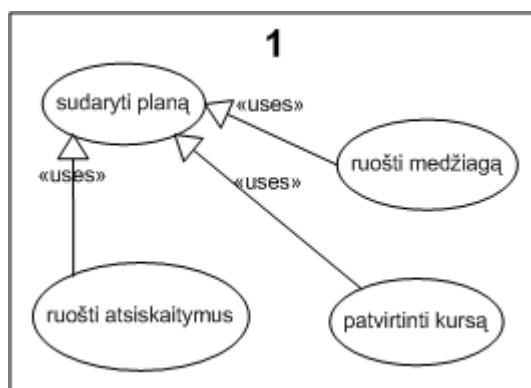 1
sudaryti planą
«uses»
ruošti medžiagą
«uses»
«uses»
ruošti atsiskaitymus
patvirtinti kursą